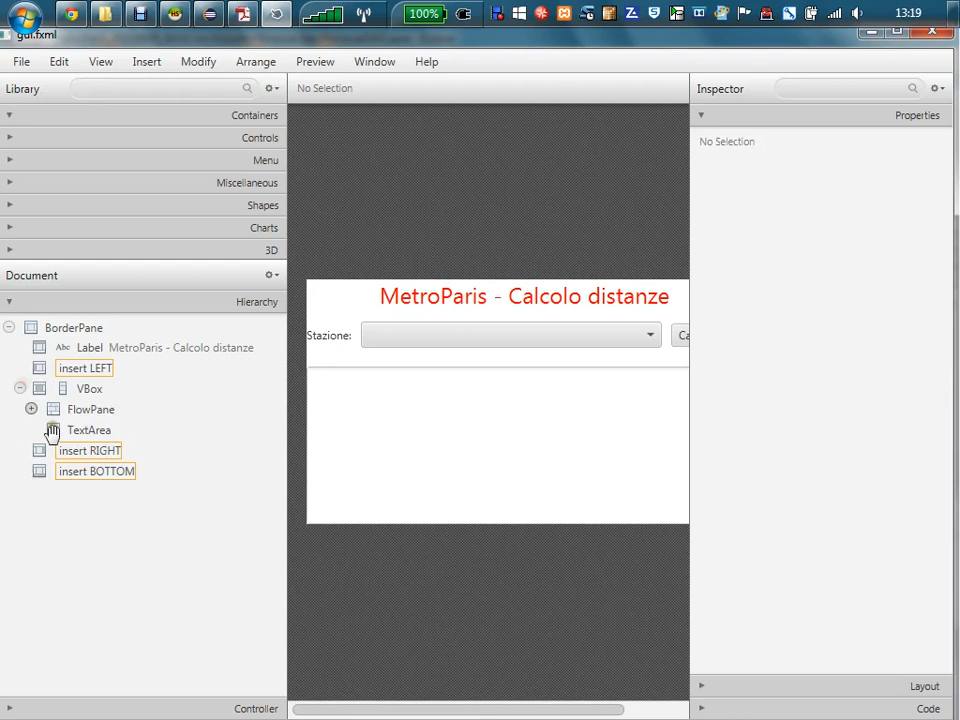 100%
13:19
gui.fxml
File Edit View Insert Modify Arrange Preview Window Help
Library
No Selection
Inspector
Containers
Controls
Menu
Miscellaneous
Shapes
Charts
3D
Properties
No Selection
Document
Hierarchy
BorderPane
Abc Label MetroParis - Calcolo distanze
insert LEFT
VBox
FlowPane
TextArea
insert RIGHT
insert BOTTOM
MetroParis - Calcolo distanze
Stazione:
Ca
Controller
Layout
Code